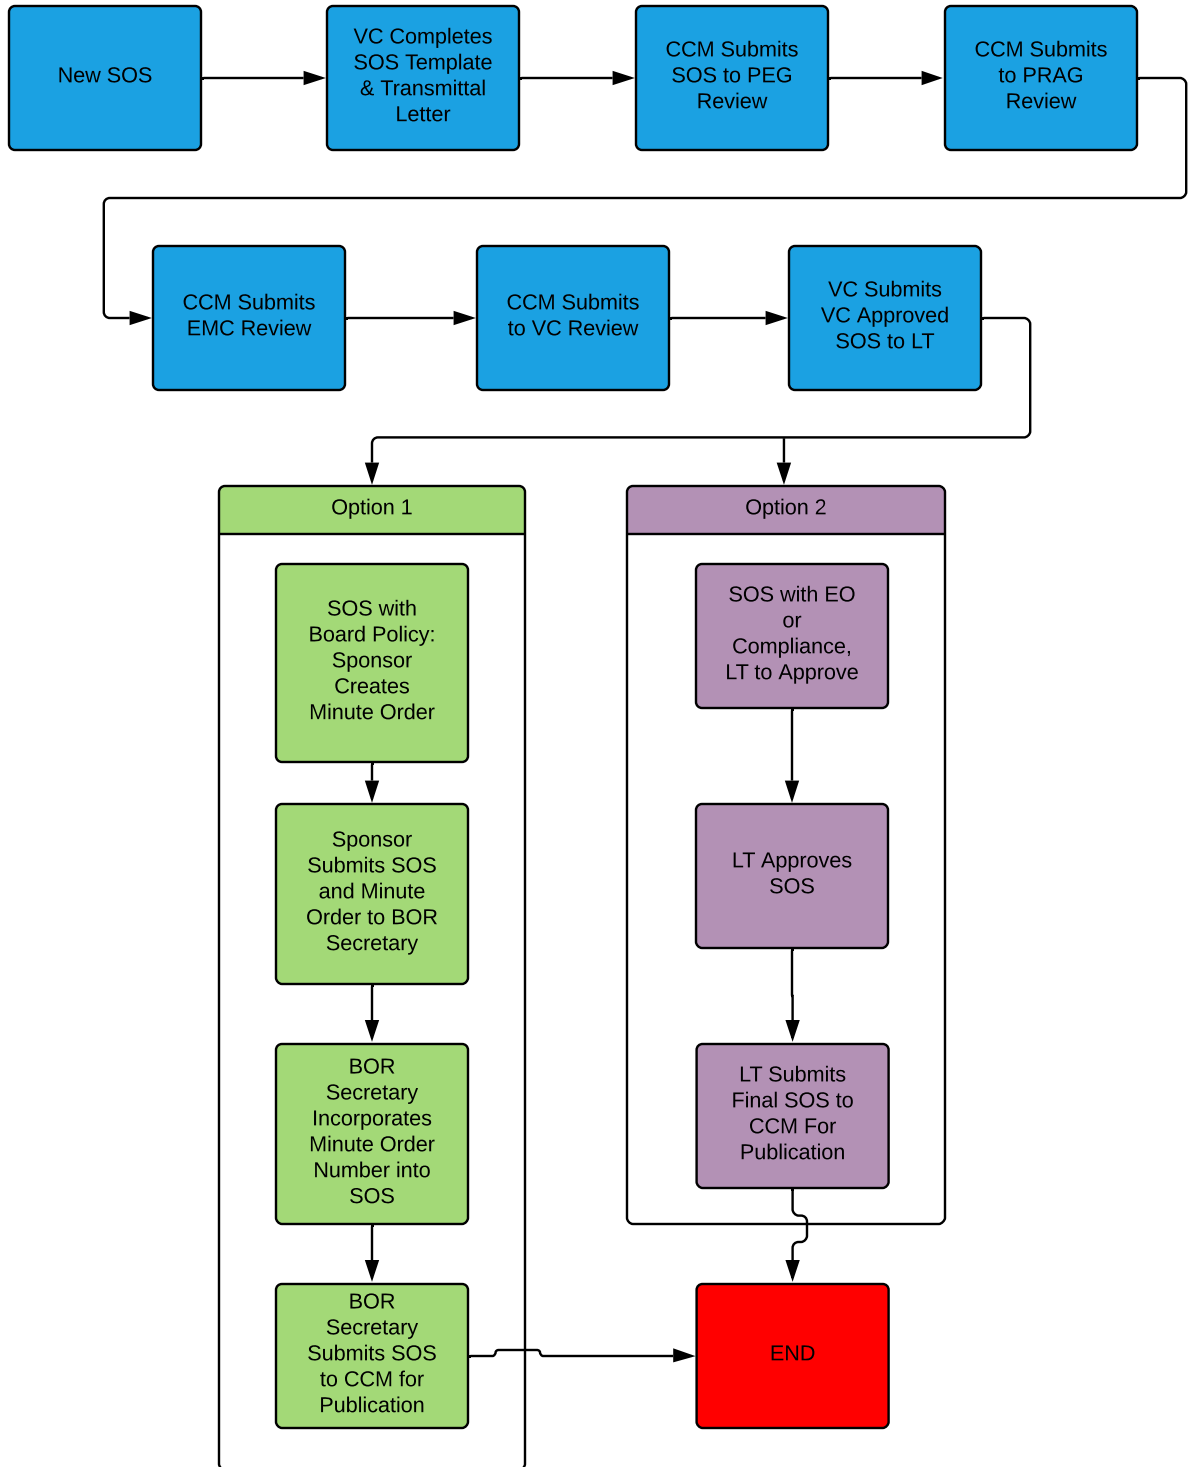 New SOS
VC Completes
SOS Template
& Transmittal
Letter
CCM Submits
SOS to PEG
Review
CCM Submits
to PRAG
Review
CCM Submits
EMC Review
CCM Submits
to VC Review
VC Submits
VC Approved
SOS to LT
Option 1
SOS with
Board Policy:
Sponsor
Creates
Minute Order
Sponsor
Submits SOS
and Minute
Order to BOR
Secretary
BOR
Secretary
Incorporates
Minute Order
Number into
SOS
BOR
Secretary
Submits SOS
to CCM for
Publication
Option 2
SOS with EO
or
Compliance,
LT to Approve
LT Approves
SOS
LT Submits
Final SOS to
CCM For
Publication
END